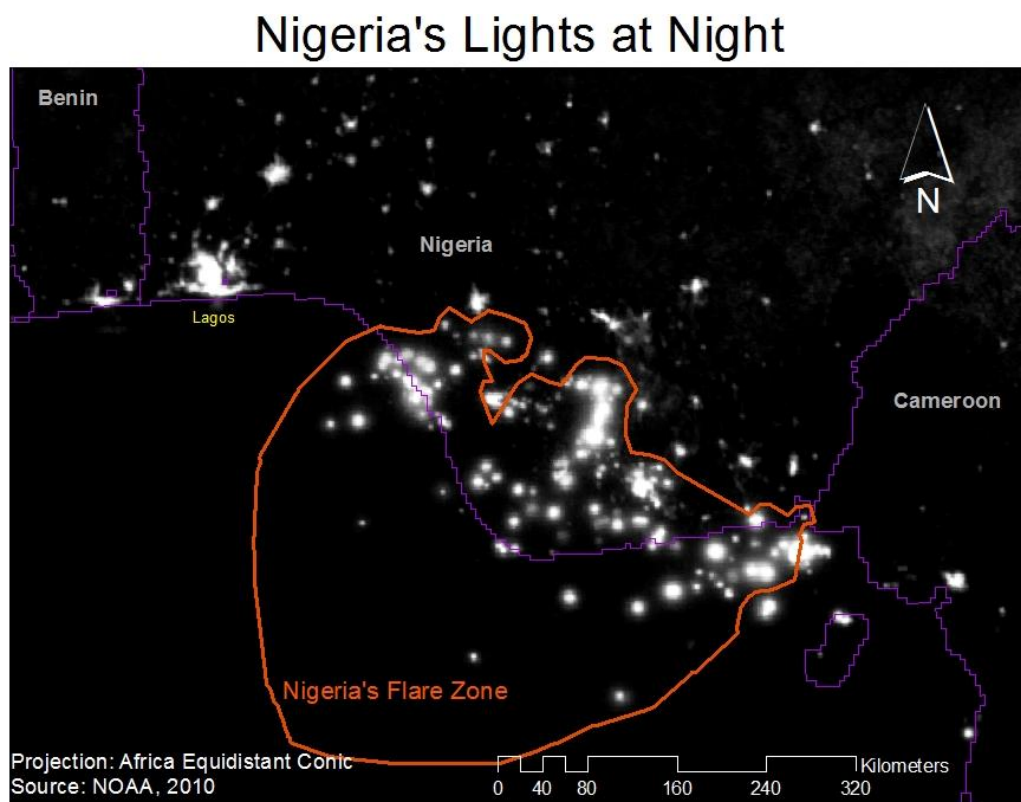 Nigeria's Lights at Night
Benin
N
Nigeria
Lagos
Cameroon
Nigeria's Flare Zone
Projection: Africa Equidistant Conic
Source: NOAA, 2010
Kilometers
0 40 80 160 240 320